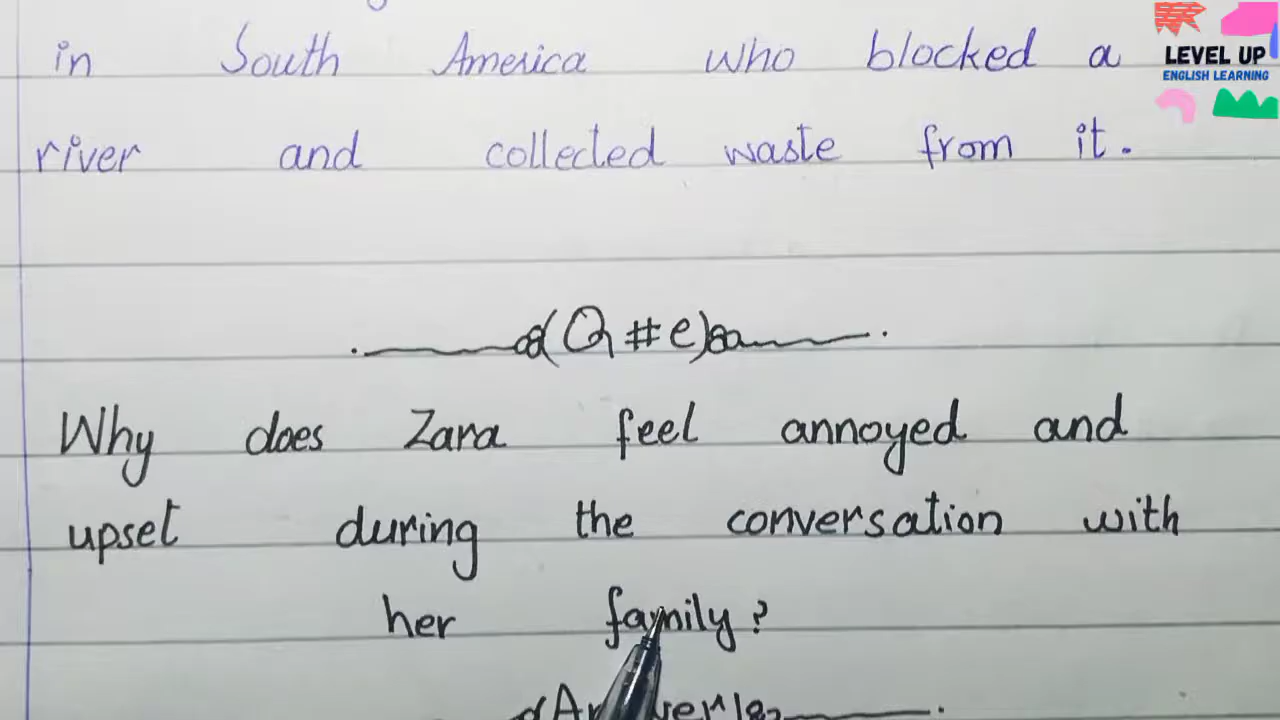 in South America who blocked a
river and collected waste from it.
(Q#e)
Why does Zara feel annoyed and
upset during the conversation with
her family?
LEVEL UP
ENGLISH LEARNING